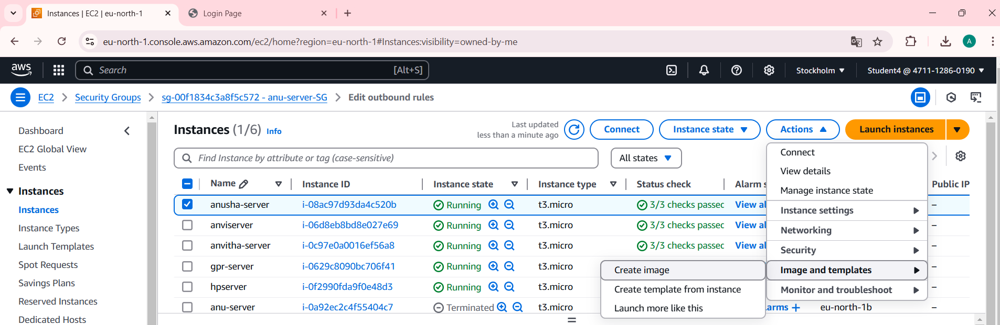 Instances | EC2 | eu-north-1
Login Page
eu-north-1.console.aws.amazon.com/ec2/home?region=eu-north-1#Instances:visibility=owned-by-me
A
aws
Search
[Alt+S]
Stockholm
Student4 @ 4711-1286-0190
EC2
Security Groups
sg-00f1834c3a8f5c572 - anu-server-SG
Edit outbound rules
Dashboard
EC2 Global View
Events
Instances
Instances
Instance Types
Launch Templates
Spot Requests
Savings Plans
Reserved Instances
Dedicated Hosts
Instances (1/6) Info
Last updated
less than a minute ago
Connect
Instance state
Actions
Launch instances
Find Instance by attribute or tag (case-sensitive)
All states
Name Instance ID Instance state Instance type Status check Alarm s Public IP
anusha-server i-08ac97d93da4c520b Running t3.micro 3/3 checks passed View al –
anviserver i-06d8eb8bd8e027e69 Running t3.micro 3/3 checks passed View al –
anvitha-server i-0c97e0a0016ef56a8 Running t3.micro 3/3 checks passed View al –
gpr-server i-0629c8090bc706f41 Running t3.micro –
hpserver i-0f2990fda9f0e48d3 Running t3.micro –
anu-server i-0a92ec2c4f55404c7 Terminated t3.micro arms + eu-north-1b –
Connect
View details
Manage instance state
Instance settings
Networking
Security
Image and templates
Monitor and troubleshoot
Create image
Create template from instance
Launch more like this